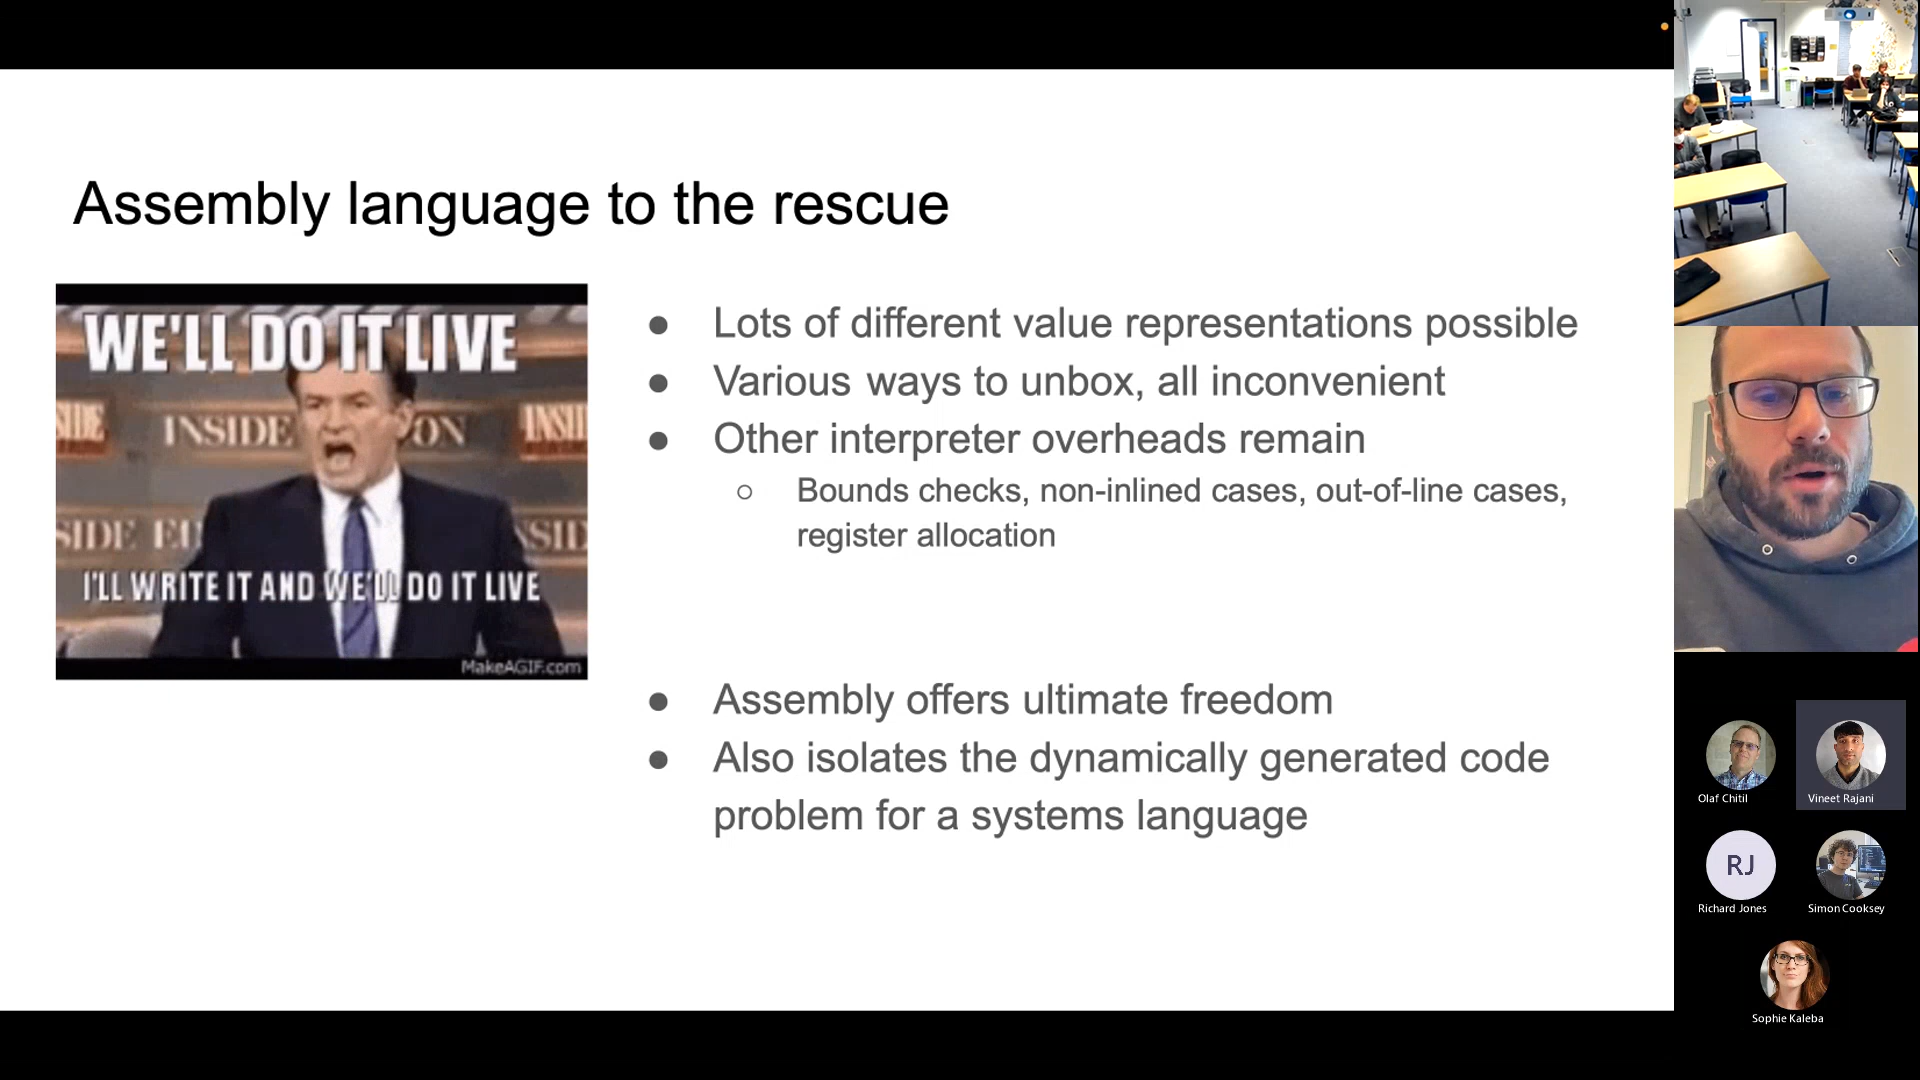 Assembly language to the rescue
WE'LL DO IT LIVE
INSIDE
I'LL WRITE IT AND WE'LL DO IT LIVE
MakeAGIF.com
● Lots of different value representations possible
● Various ways to unbox, all inconvenient
● Other interpreter overheads remain
○ Bounds checks, non-inlined cases, out-of-line cases,
register allocation
● Assembly offers ultimate freedom
● Also isolates the dynamically generated code
problem for a systems language
Olaf Chitil
Vineet Rajani
RJ
Richard Jones
Simon Cooksey
Sophie Kaleba